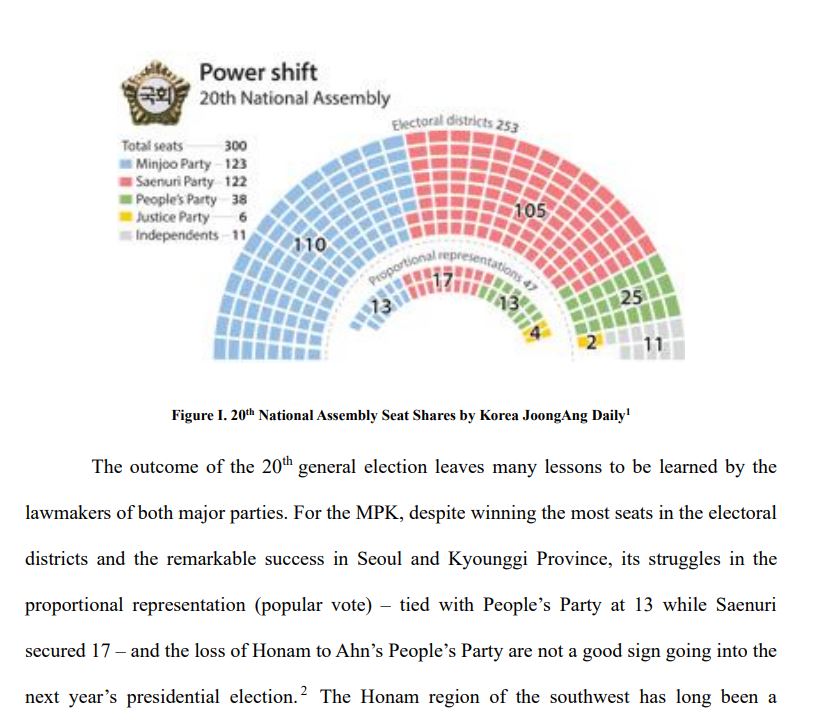 국회
Power shift
20th National Assembly
Total seats 300
Minjoo Party 123
Saenuri Party 122
People's Party 38
Justice Party 6
Independents 11
Electoral districts 253
110
105
25
2
11
Proportional representations 47
13
17
13
4
Figure I. 20th National Assembly Seat Shares by Korea JoongAng Daily1
The outcome of the 20th general election leaves many lessons to be learned by the
lawmakers of both major parties. For the MPK, despite winning the most seats in the electoral
districts and the remarkable success in Seoul and Kyounggi Province, its struggles in the
proportional representation (popular vote) – tied with People’s Party at 13 while Saenuri
secured 17 – and the loss of Honam to Ahn’s People’s Party are not a good sign going into the
next year’s presidential election.2 The Honam region of the southwest has long been a